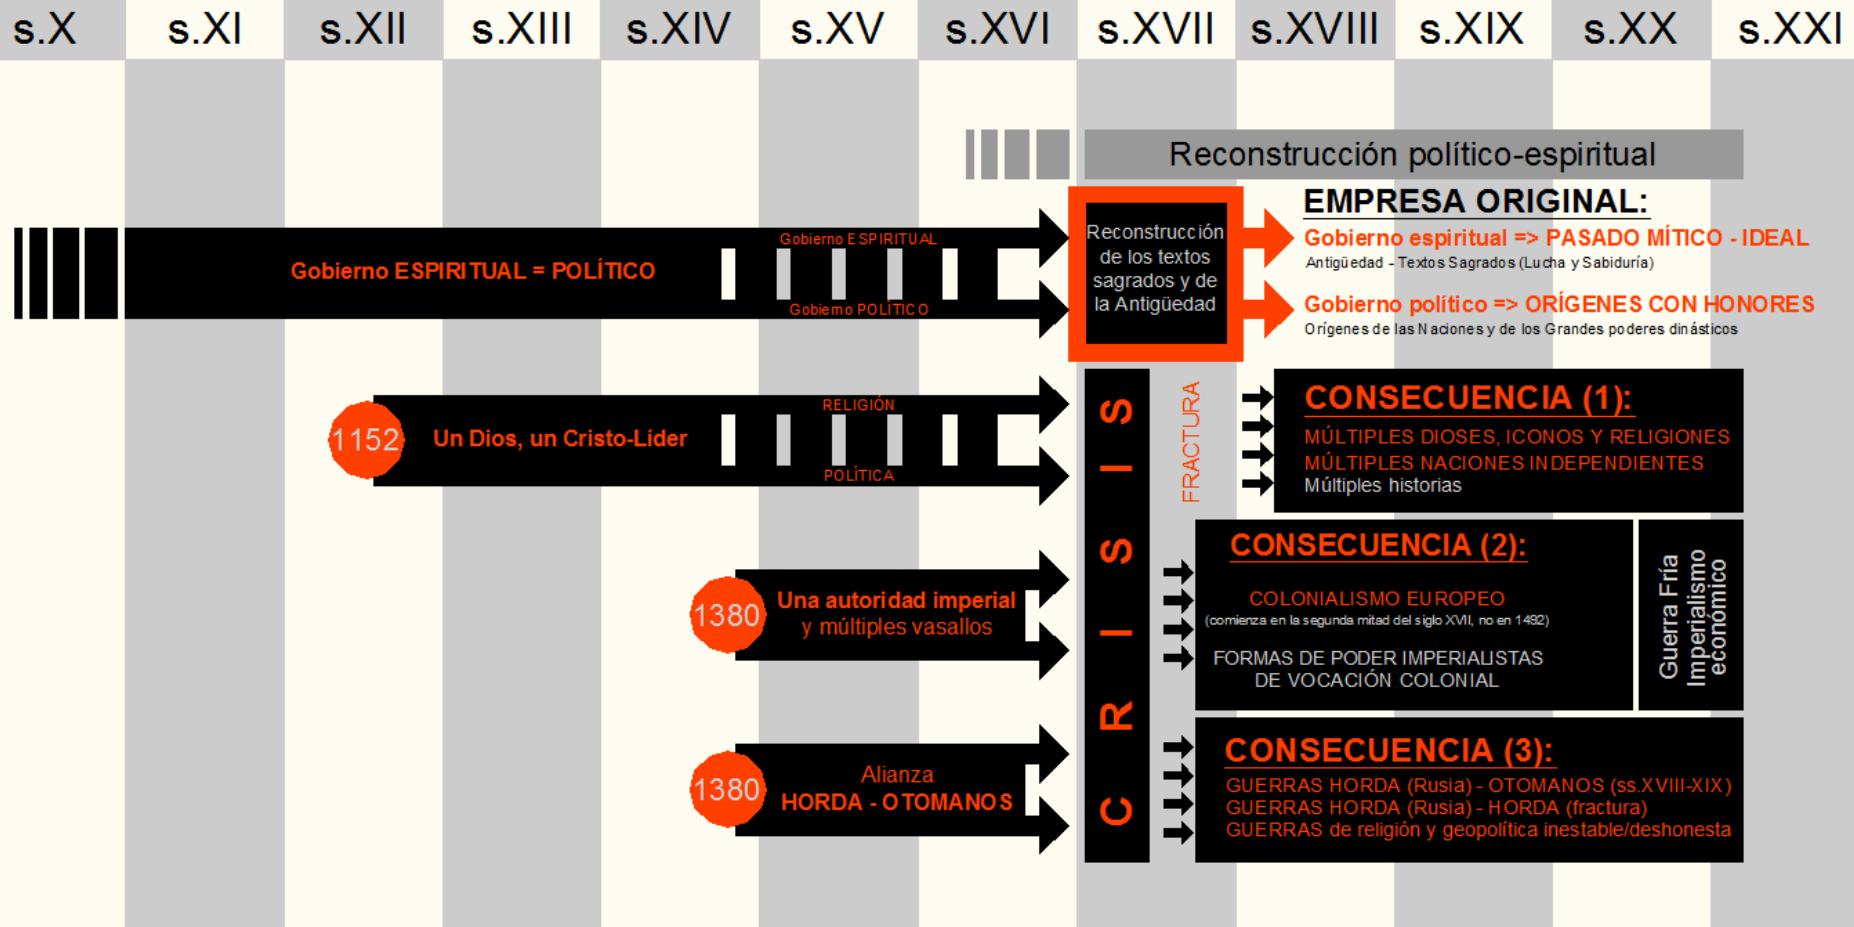 s.X
s.XI
s.XII
s.XIII
s.XIV
s.XV
s.XVI
s.XVII
s.XVIII
s.XIX
s.XX
s.XXI
Reconstrucción político-espiritual
Gobierno ESPIRITUAL = POLÍTICO
Gobierno ESPIRITUAL
Gobierno POLÍTICO
Reconstrucción
de los textos
sagrados y de
la Antigüedad
EMPRESA ORIGINAL:
Gobierno espiritual => PASADO MÍTICO - IDEAL
Antigüedad - Textos Sagrados (Lucha y Sabiduría)
Gobierno político => ORÍGENES CON HONORES
Orígenes de las Naciones y de los Grandes poderes dinásticos
1152
Un Dios, un Cristo-Líder
RELIGIÓN
POLÍTICA
CRISIS
FRACTURA
CONSECUENCIA (1):
MÚLTIPLES DIOSES, ICONOS Y RELIGIONES
MÚLTIPLES NACIONES INDEPENDIENTES
Múltiples historias
1380
Una autoridad imperial
y múltiples vasallos
CONSECUENCIA (2):
COLONIALISMO EUROPEO
(comienza en la segunda mitad del siglo XVII, no en 1492)
FORMAS DE PODER IMPERIALISTAS
DE VOCACIÓN COLONIAL
Guerra Fría
Imperialismo
económico
1380
Alianza
HORDA - OTOMANOS
CONSECUENCIA (3):
GUERRAS HORDA (Rusia) - OTOMANOS (ss.XVIII-XIX)
GUERRAS HORDA (Rusia) - HORDA (fractura)
GUERRAS de religión y geopolítica inestable/deshonesta